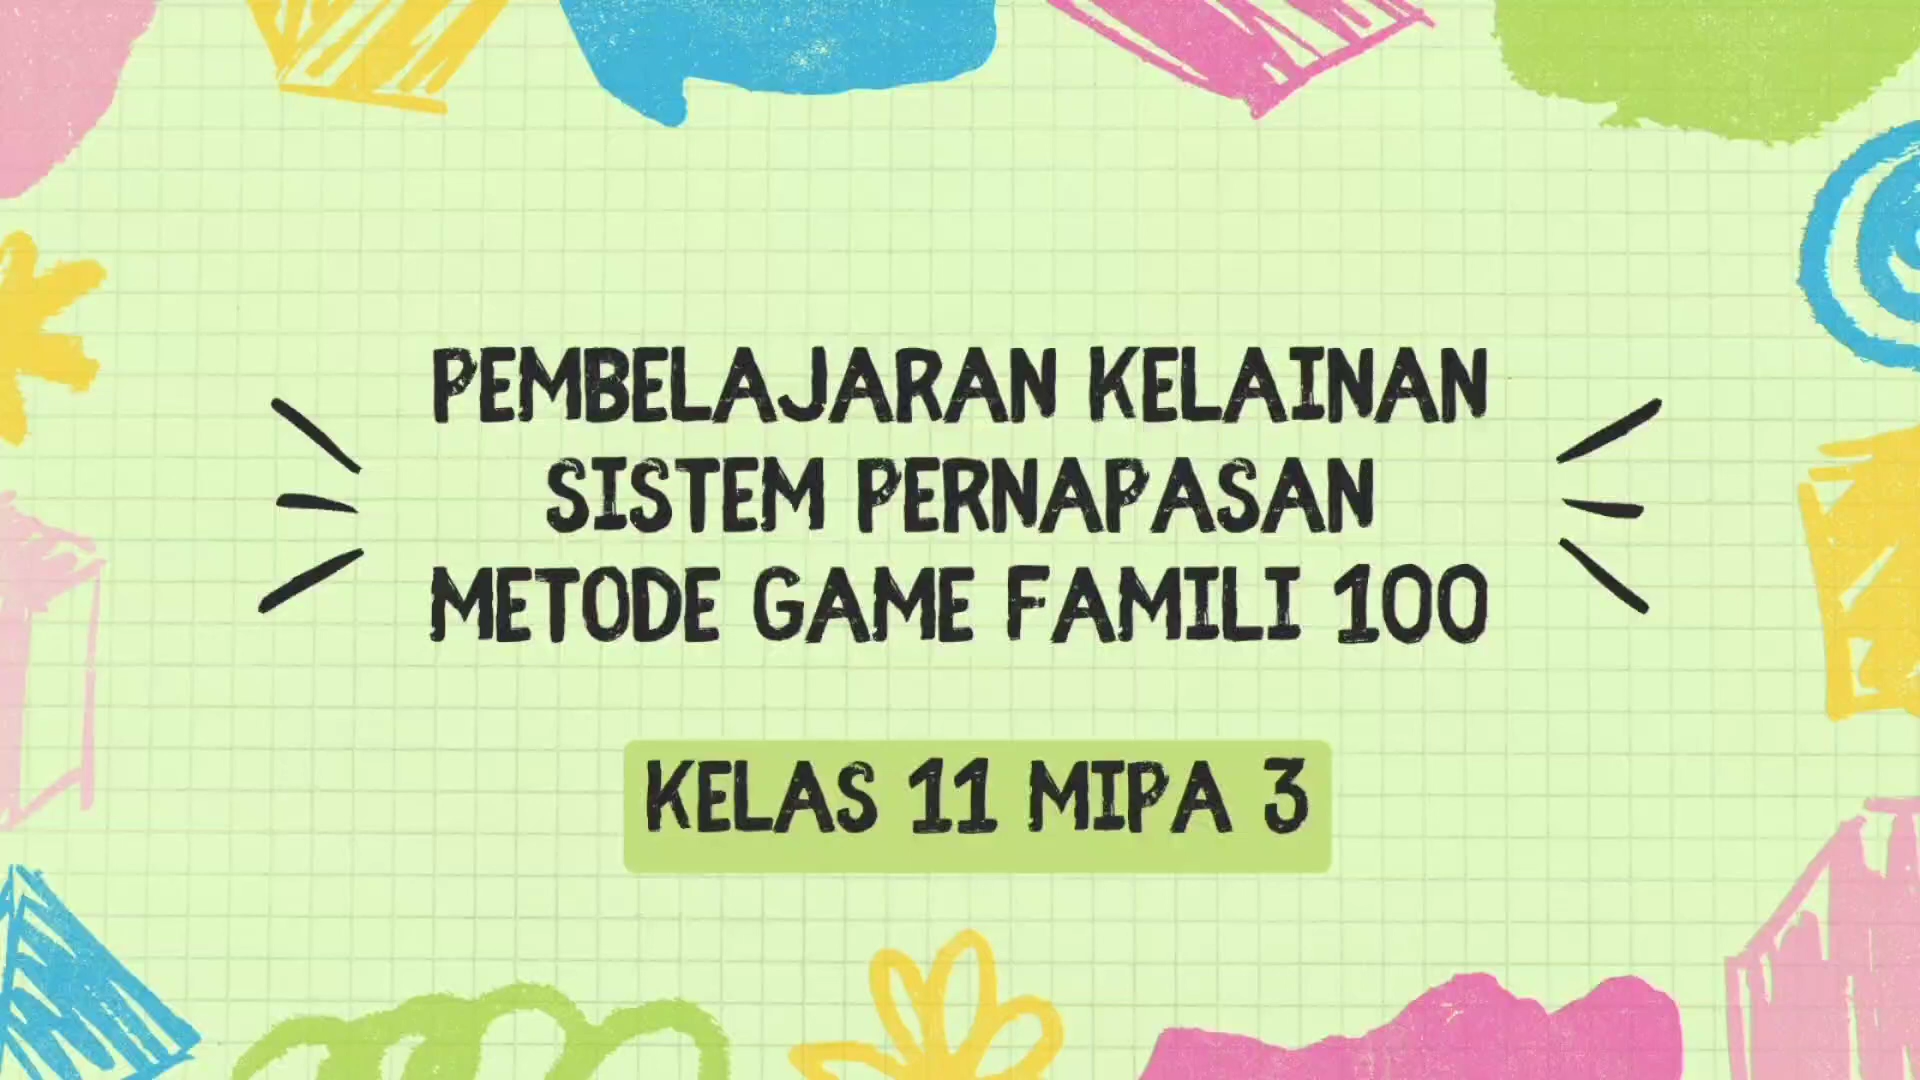 PEMBELAJARAN KELAINAN
SISTEM PERNAPASAN
METODE GAME FAMILI 100
KELAS 11 MIPA 3